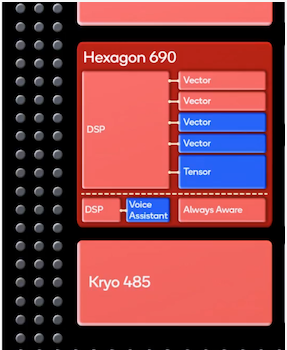 Hexagon 690
DSP
Vector
Vector
Vector
Vector
Tensor
DSP
Voice
Assistant
Always Aware
Kryo 485